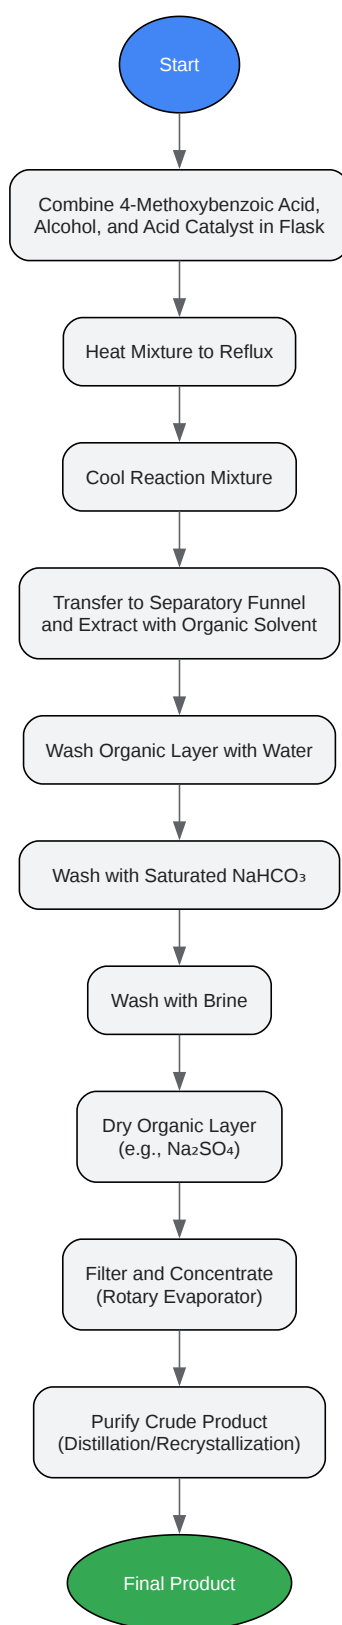 Start
Combine 4-Methoxybenzoic Acid,
Alcohol, and Acid Catalyst in Flask
Heat Mixture to Reflux
Cool Reaction Mixture
Transfer to Separatory Funnel
and Extract with Organic Solvent
Wash Organic Layer with Water
Wash with Saturated NaHCO₃
Wash with Brine
Dry Organic Layer
(e.g., Na₂SO₄)
Filter and Concentrate
(Rotary Evaporator)
Purify Crude Product
(Distillation/Recrystallization)
Final Product